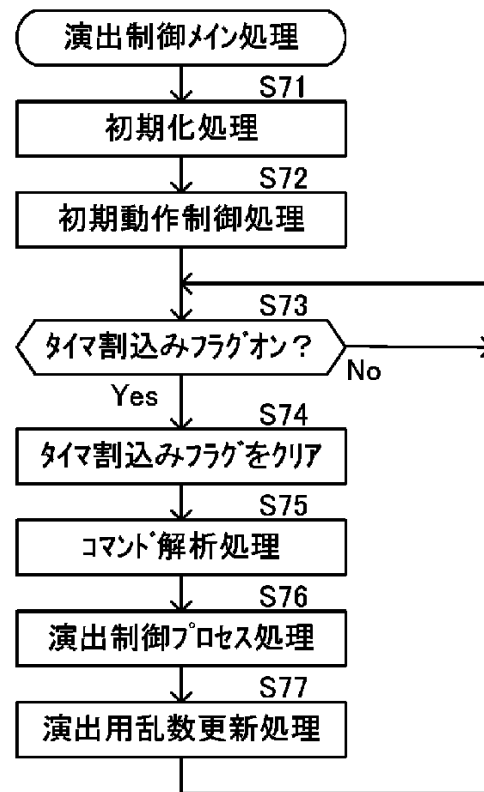 演出制御メイン処理
S71
初期化処理
S72
初期動作制御処理
S73
タイマ割込みフラグオン？
No
Yes
S74
タイマ割込みフラグをクリア
S75
コマンド解析処理
S76
演出制御プロセス処理
S77
演出用乱数更新処理